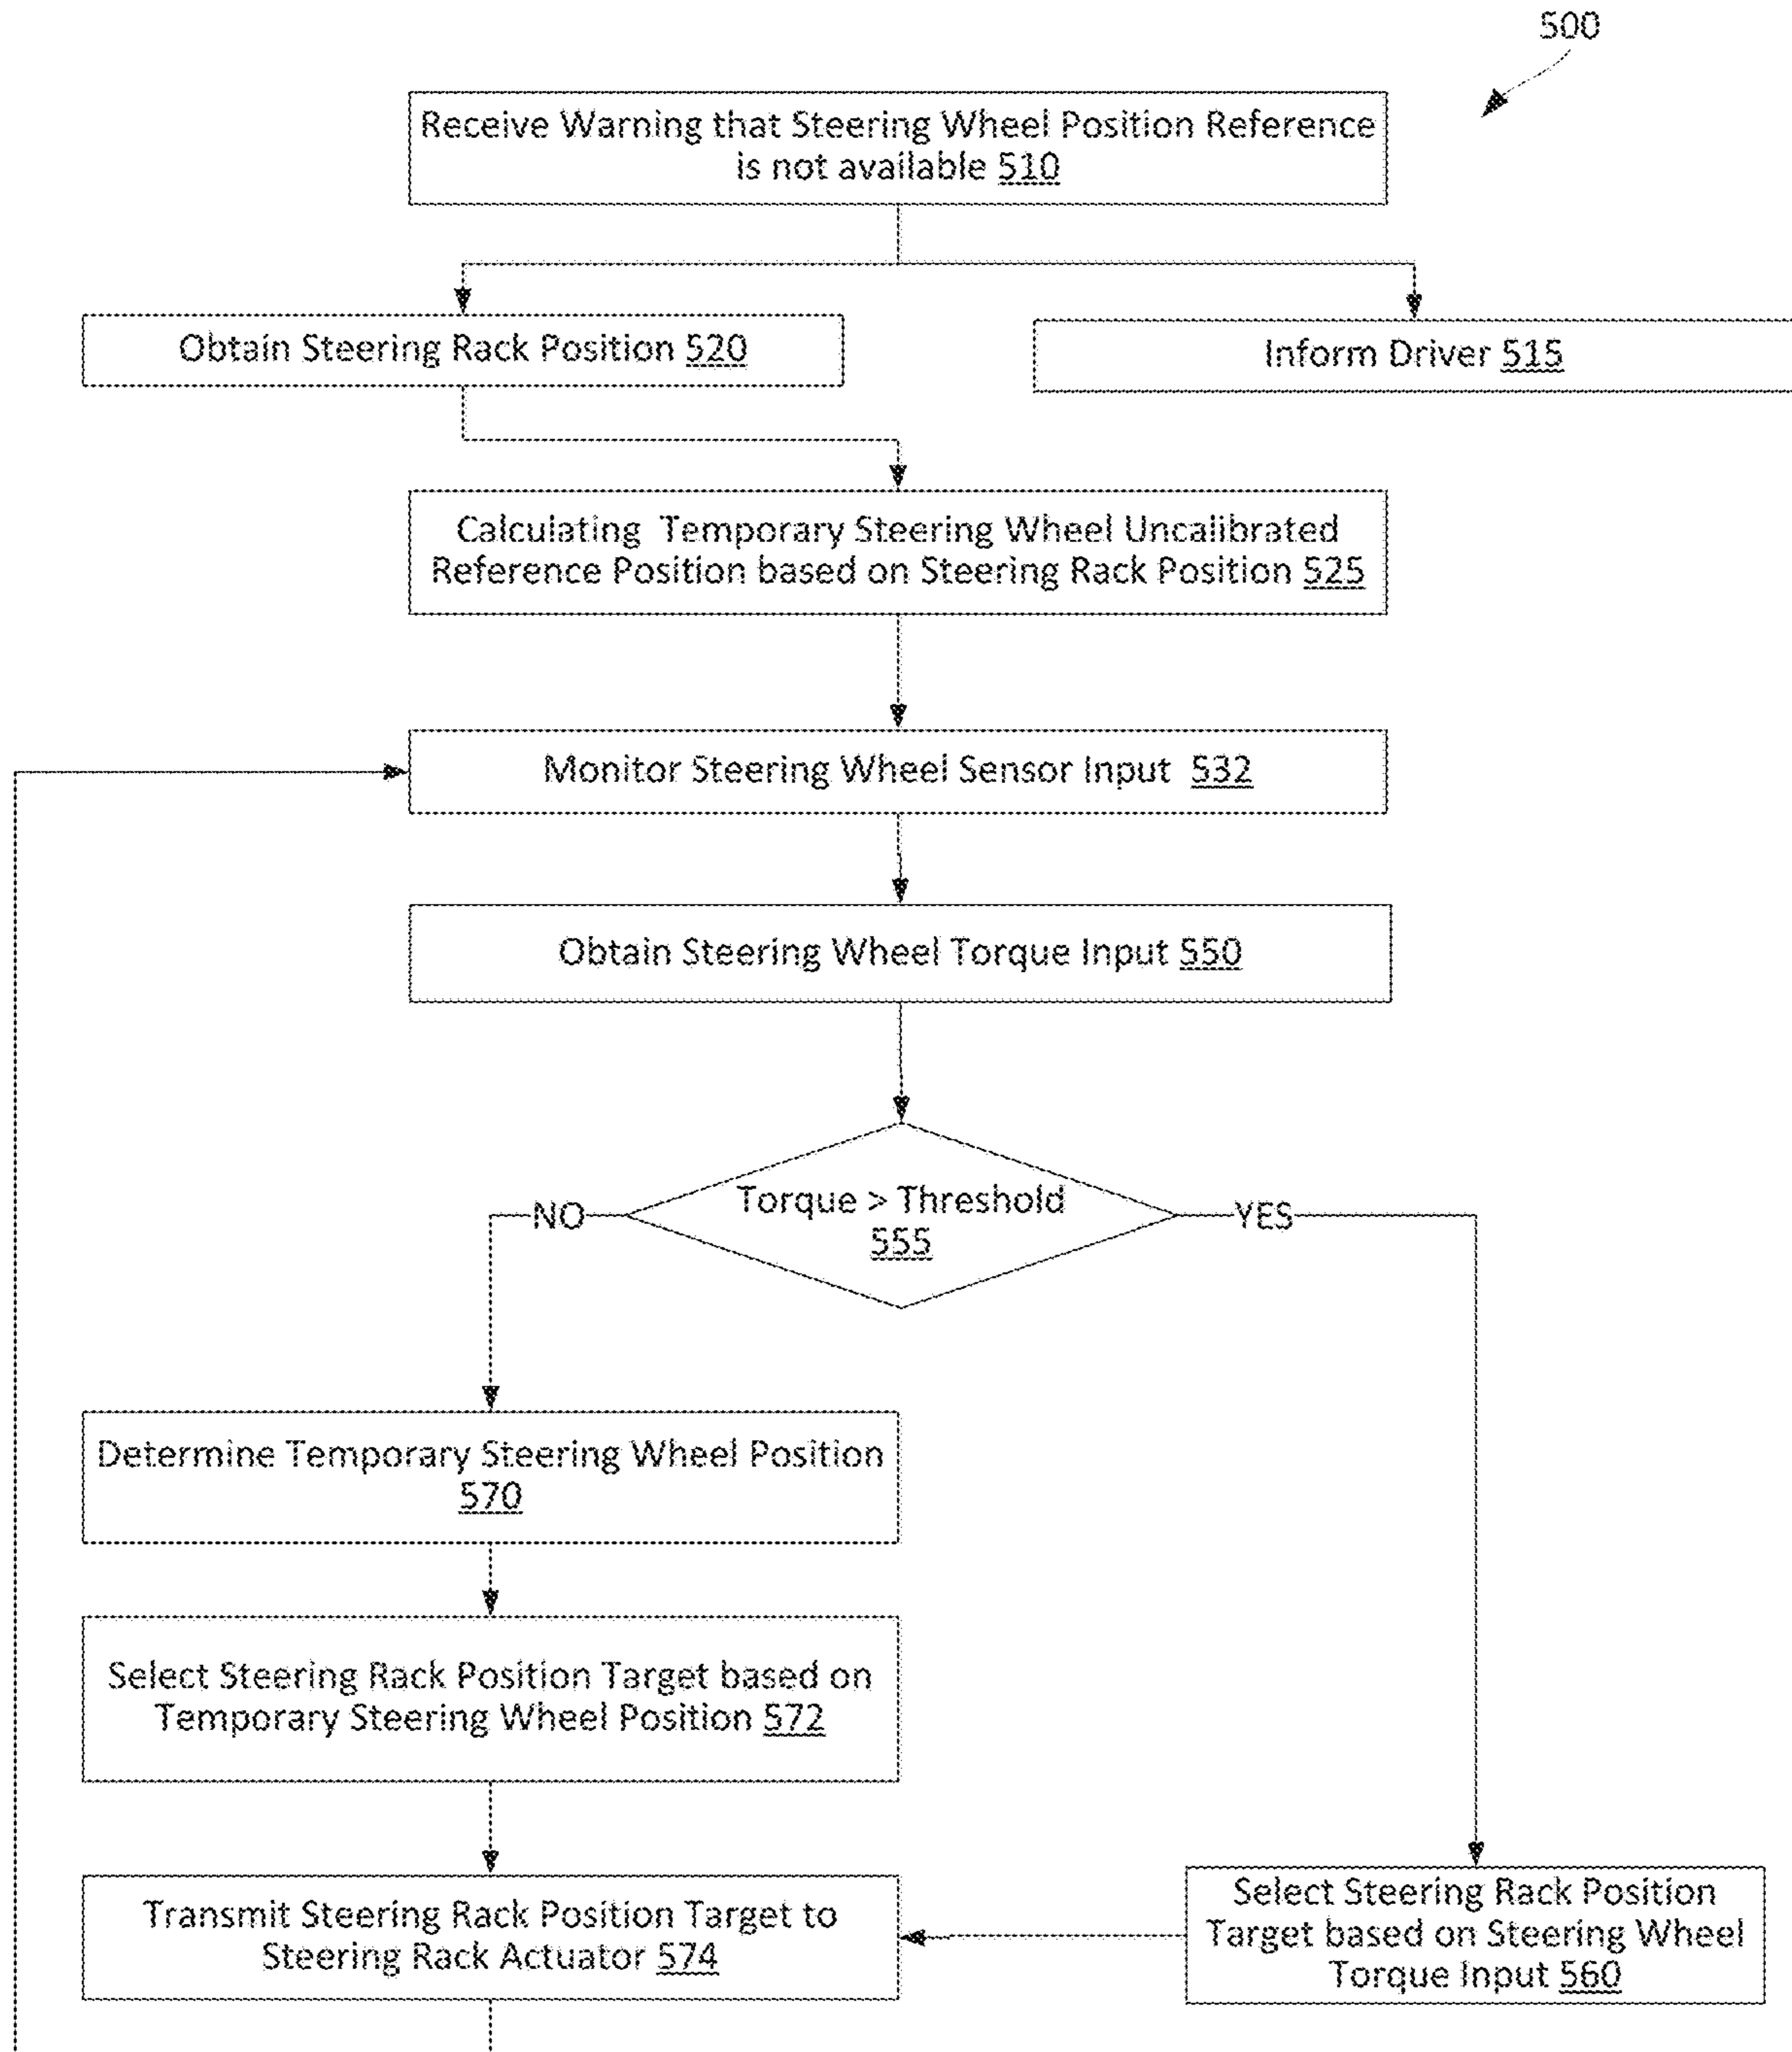 500
Receive Warning that Steering Wheel Position Reference
is not available 510
Obtain Steering Rack Position 520
Inform Driver 515
Calculating Temporary Steering Wheel Uncalibrated
Reference Position based on Steering Rack Position 525
Monitor Steering Wheel Sensor Input 532
Obtain Steering Wheel Torque Input 550
Torque > Threshold
555
NO
YES
Determine Temporary Steering Wheel Position
570
Select Steering Rack Position Target based on
Temporary Steering Wheel Position 572
Transmit Steering Rack Position Target to
Steering Rack Actuator 574
Select Steering Rack Position
Target based on Steering Wheel
Torque Input 560